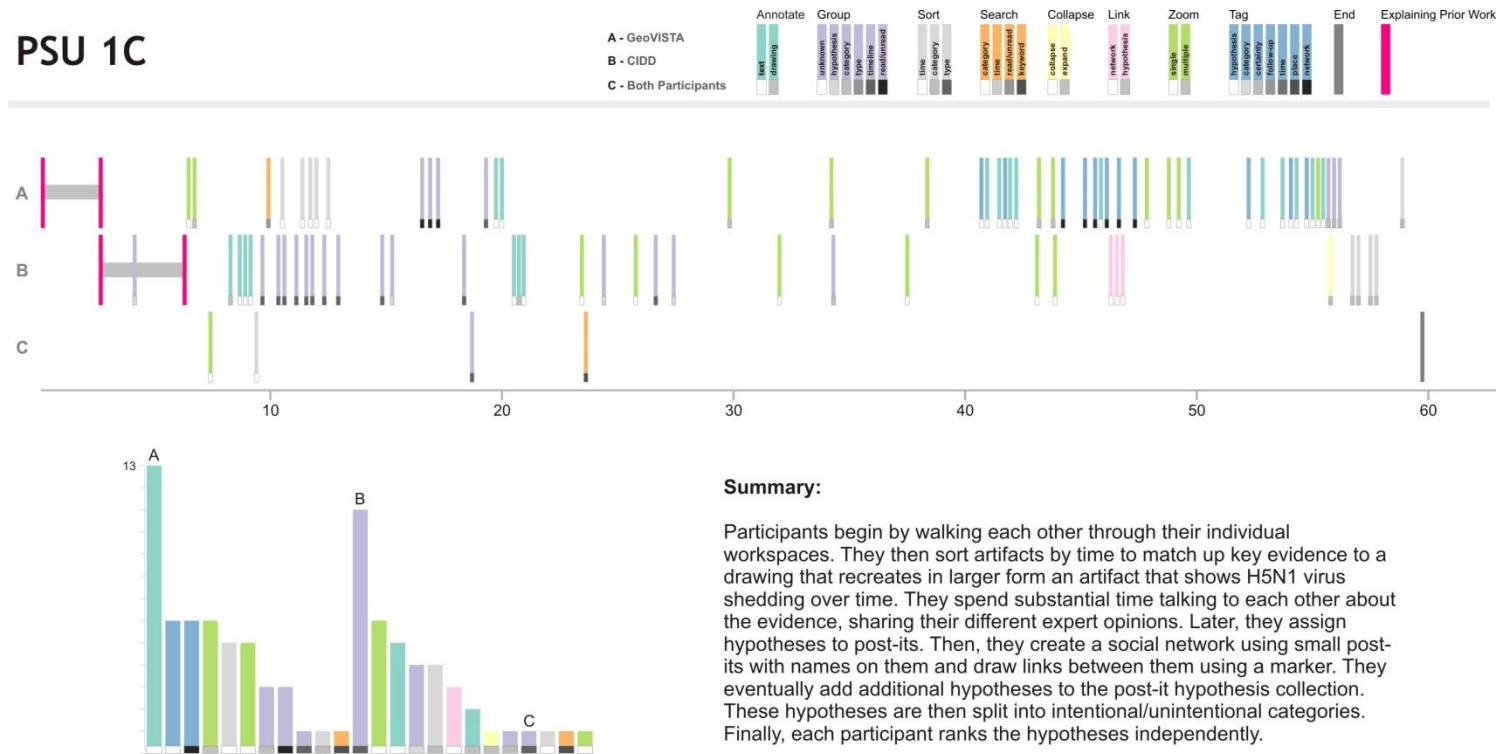 PSU 1C
A - GeoVISTA
B - CIDD
C - Both Participants
Annotate Group Sort Search Collapse Link Zoom Tag End Explaining Prior Work
text
drawing
unknown
hypothesis
category
type
timeline
read/unread
time
category
type
category
time
read/unread
keyword
collapse
expand
network
hypothesis
single
multiple
hypothesis
category
certainty
follow-up
time
place
network
A
B
C
10 20 30 40 50 60
13
A
B
C
Summary:
Participants begin by walking each other through their individual
workspaces. They then sort artifacts by time to match up key evidence to a
drawing that recreates in larger form an artifact that shows H5N1 virus
shedding over time. They spend substantial time talking to each other about
the evidence, sharing their different expert opinions. Later, they assign
hypotheses to post-its. Then, they create a social network using small post-
its with names on them and draw links between them using a marker. They
eventually add additional hypotheses to the post-it hypothesis collection.
These hypotheses are then split into intentional/unintentional categories.
Finally, each participant ranks the hypotheses independently.